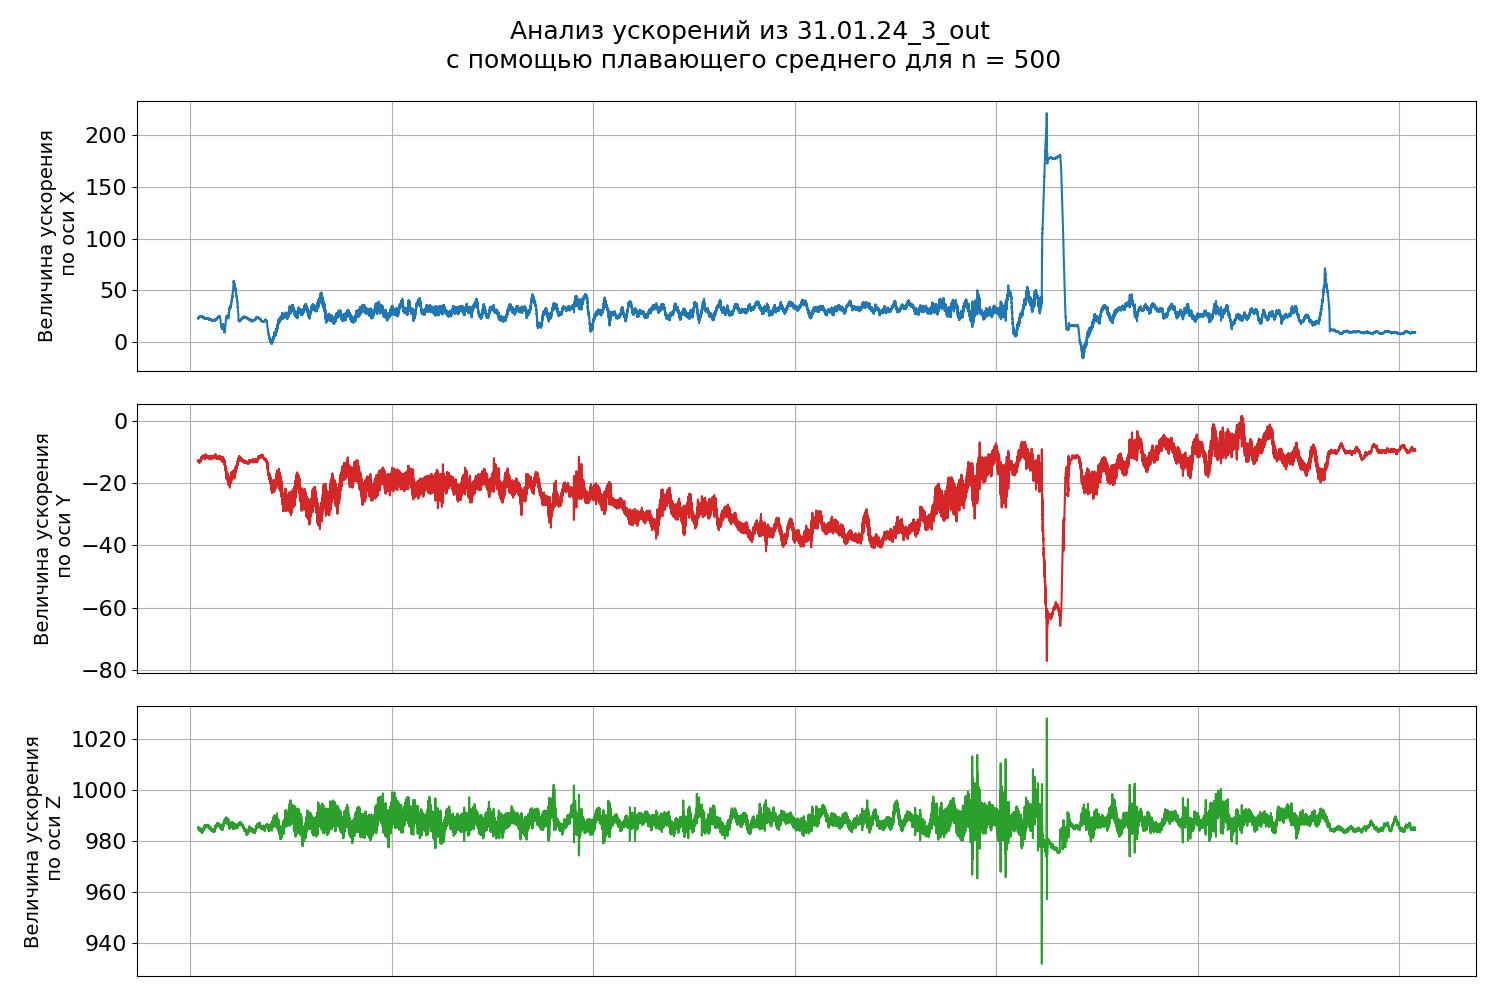 Анализ ускорений из 31.01.24_3_out
с помощью плавающего среднего для n = 500
Величина ускорения
по оси X
200
150
100
50
0
Величина ускорения
по оси Y
0
−20
−40
−60
−80
Величина ускорения
по оси Z
1020
1000
980
960
940